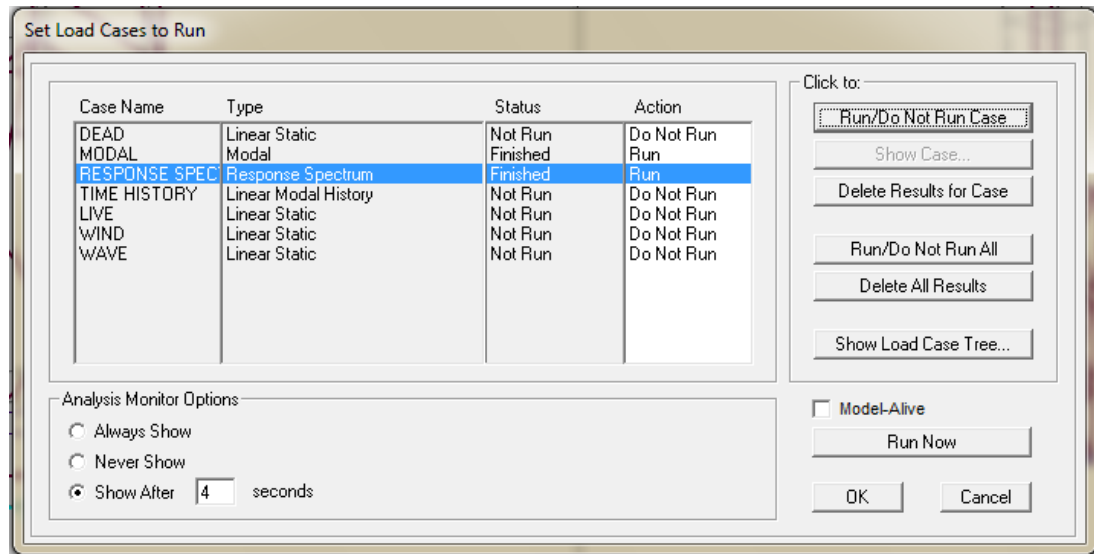 Set Load Cases to Run
Case Name Type Status Action
DEAD Linear Static Not Run Do Not Run
MODAL Modal Finished Run
RESPONSE SPEC Response Spectrum Finished Run
TIME HISTORY Linear Modal History Not Run Do Not Run
LIVE Linear Static Not Run Do Not Run
WIND Linear Static Not Run Do Not Run
WAVE Linear Static Not Run Do Not Run
Click to:
Run/Do Not Run Case
Show Case...
Delete Results for Case
Run/Do Not Run All
Delete All Results
Show Load Case Tree...
Analysis Monitor Options
Always Show
Never Show
Show After 4 seconds
Model-Alive
Run Now
OK Cancel